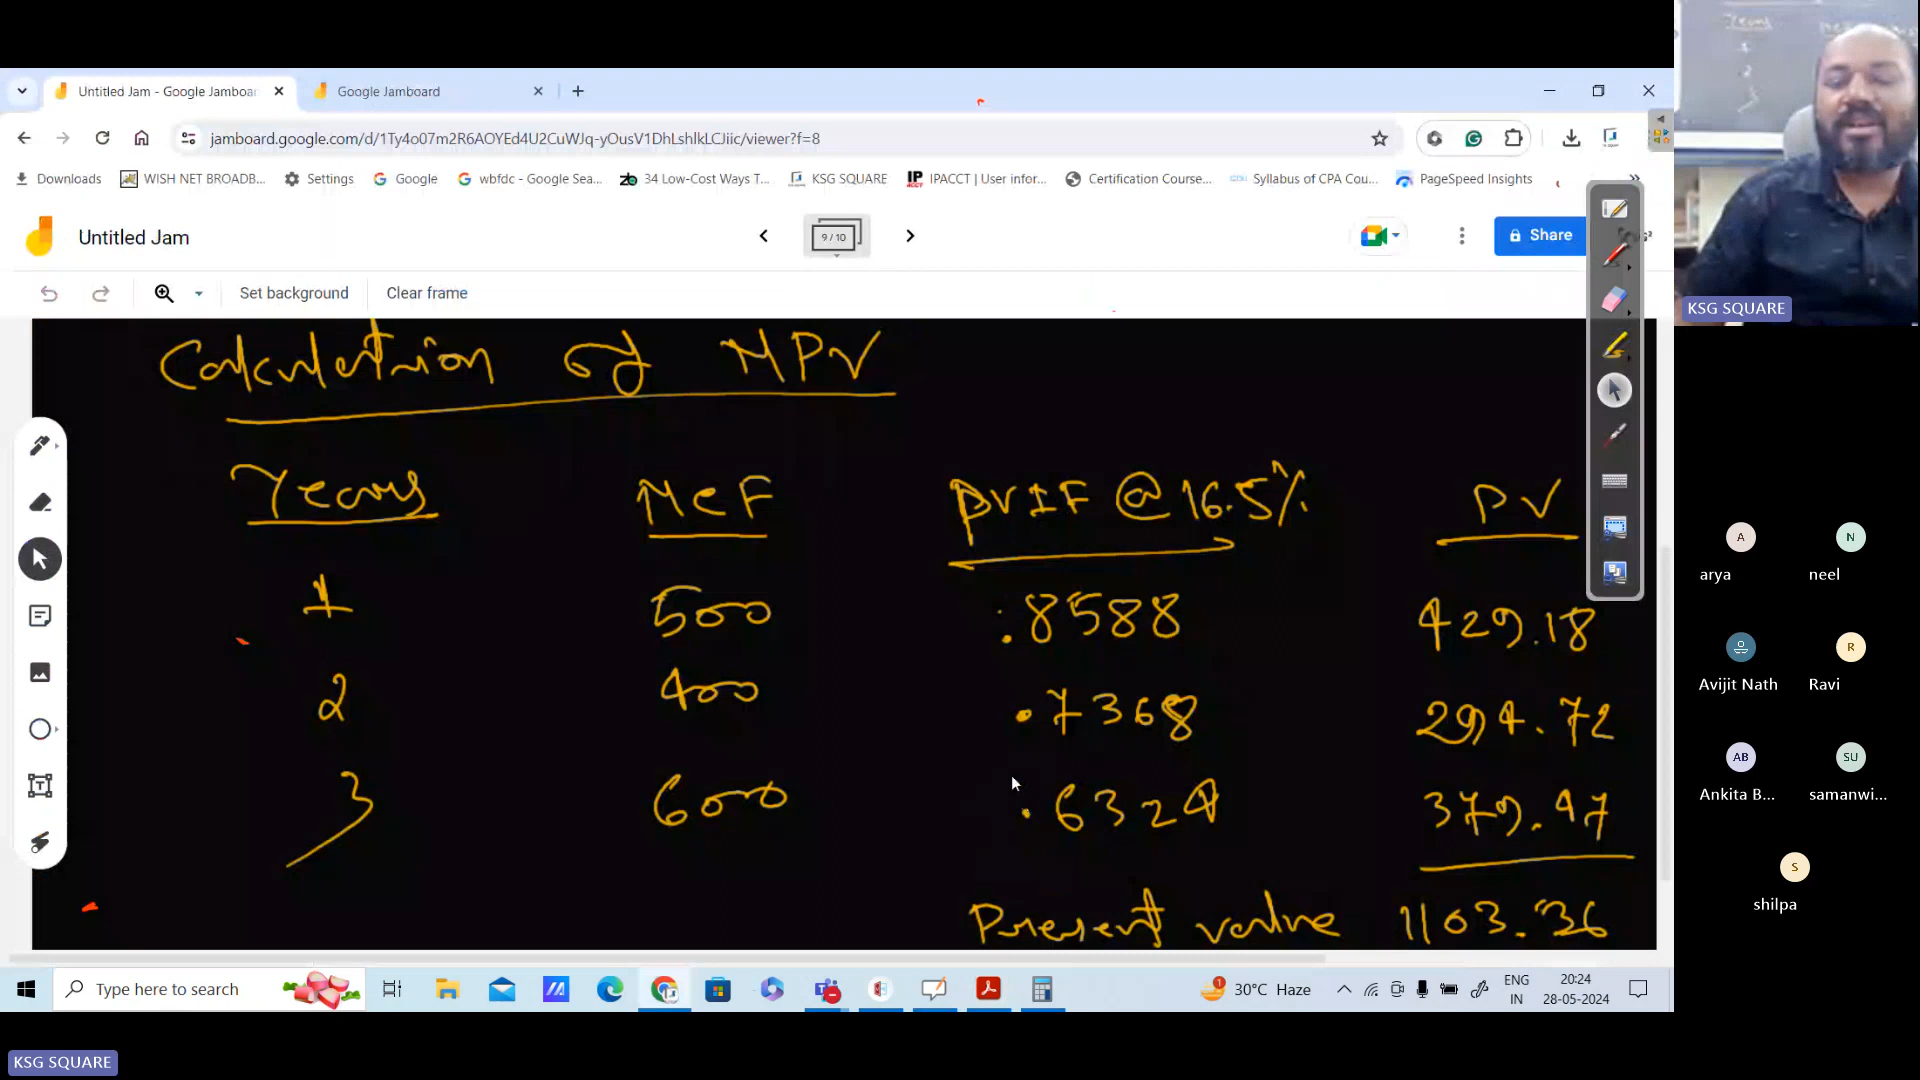 Untitled Jam - Google Jamboa
Google Jamboard
jamboard.google.com/d/1Ty4o07m2R6AOYEd4U2CuWJq-yOusV1DhLshlkLCJiic/viewer?f=8
Downloads
WISH NET BROADB...
Settings
Google
wbfdc - Google Sea...
34 Low-Cost Ways T...
KSG SQUARE
IPACCT | User infor...
Certification Course...
Syllabus of CPA Cou...
PageSpeed Insights
Untitled Jam
9 / 10
Share
Set background
Clear frame
KSG SQUARE
Calculation of NPV
Years NCF PVIF @ 16.5% PV
1 500 .8588 429.18
2 400 .7368 294.72
3 600 .6324 379.47
Present value 1103.36
A
arya
N
neel
Avijit Nath
R
Ravi
AB
Ankita B...
SU
samanwi...
S
shilpa
Type here to search
1
30°C Haze
ENG
IN
20:24
28-05-2024
KSG SQUARE